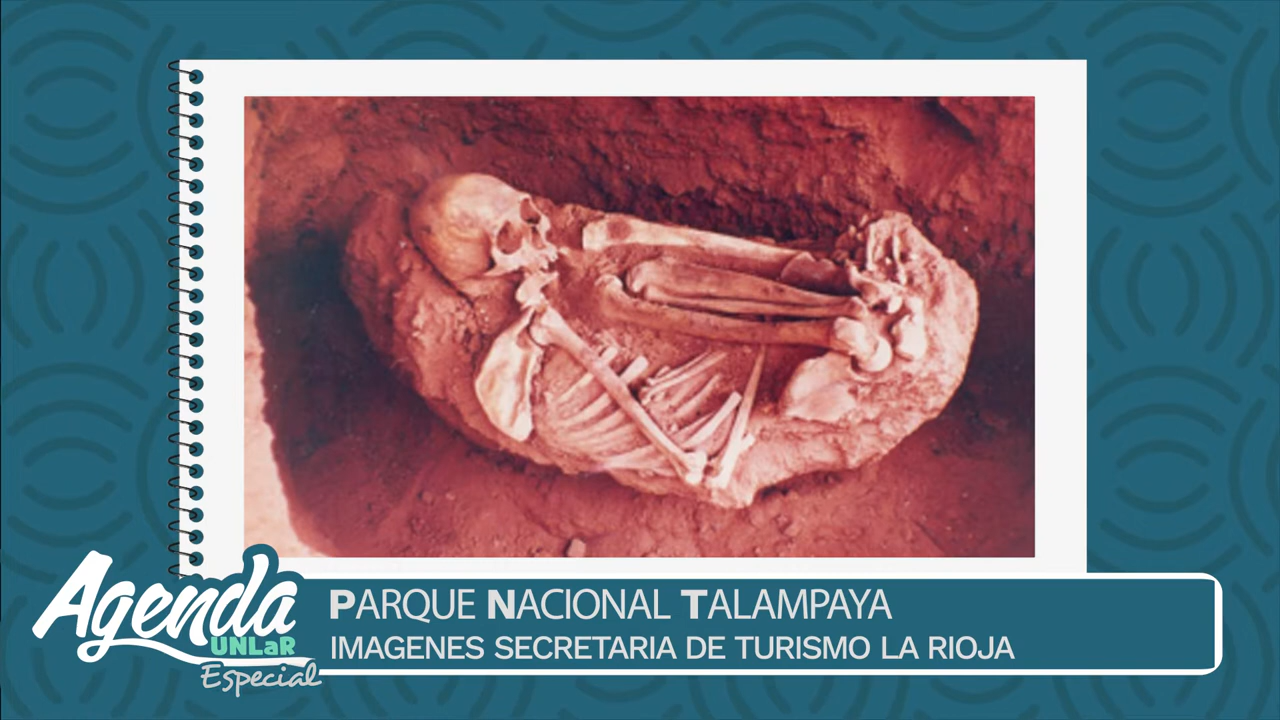 PARQUE NACIONAL TALAMPAYA
IMAGENES SECRETARIA DE TURISMO LA RIOJA
Agenda
UNLaR
Especial